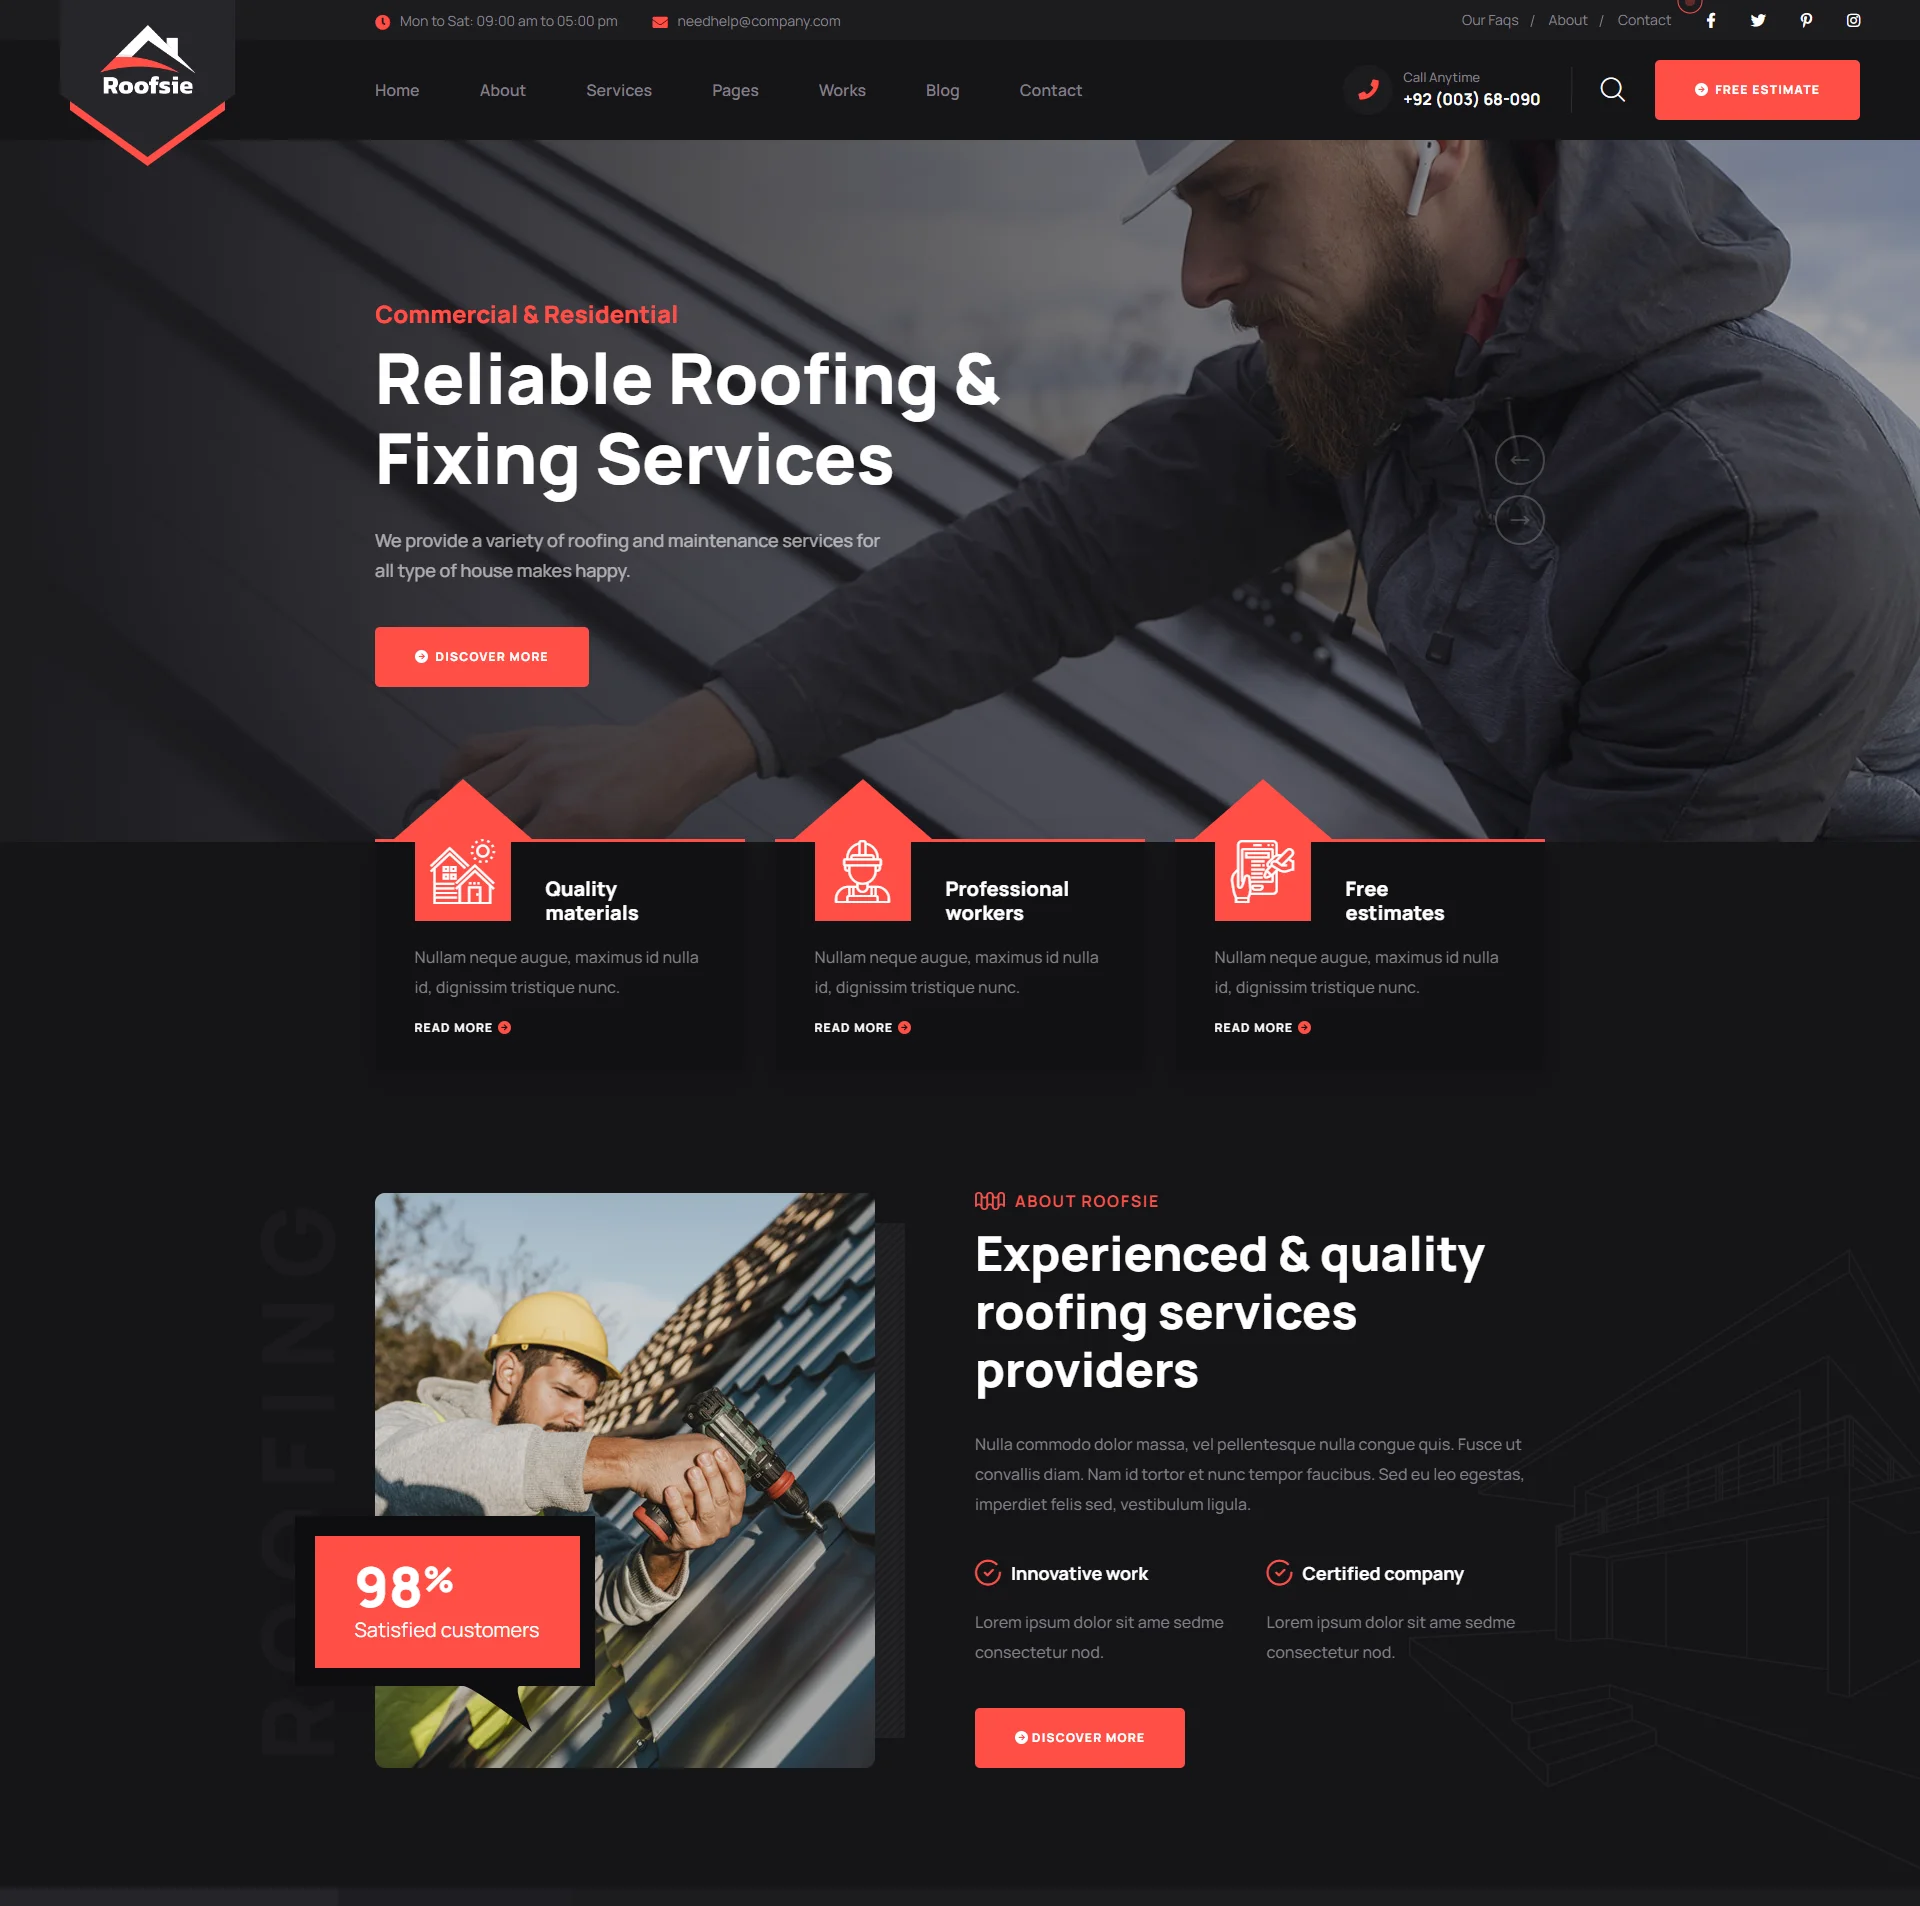 Mon to Sat: 09:00 am to 05:00 pm
needhelp@company.com
Our Faqs / About / Contact
Roofsie
Home
About
Services
Pages
Works
Blog
Contact
Call Anytime
+92 (003) 68-090
FREE ESTIMATE
Commercial & Residential
Reliable Roofing &
Fixing Services
We provide a variety of roofing and maintenance services for
all type of house makes happy.
DISCOVER MORE
Quality
materials
Nullam neque augue, maximus id nulla
id, dignissim tristique nunc.
READ MORE
Professional
workers
Nullam neque augue, maximus id nulla
id, dignissim tristique nunc.
READ MORE
Free
estimates
Nullam neque augue, maximus id nulla
id, dignissim tristique nunc.
READ MORE
ROOFING
98%
Satisfied customers
ABOUT ROOFSIE
Experienced & quality
roofing services
providers
Nulla commodo dolor massa, vel pellentesque nulla congue quis. Fusce ut
convallis diam. Nam id tortor et nunc tempor faucibus. Sed eu leo egestas,
imperdiet felis sed, vestibulum ligula.
Innovative work
Lorem ipsum dolor sit ame sedme
consectetur nod.
Certified company
Lorem ipsum dolor sit ame sedme
consectetur nod.
DISCOVER MORE